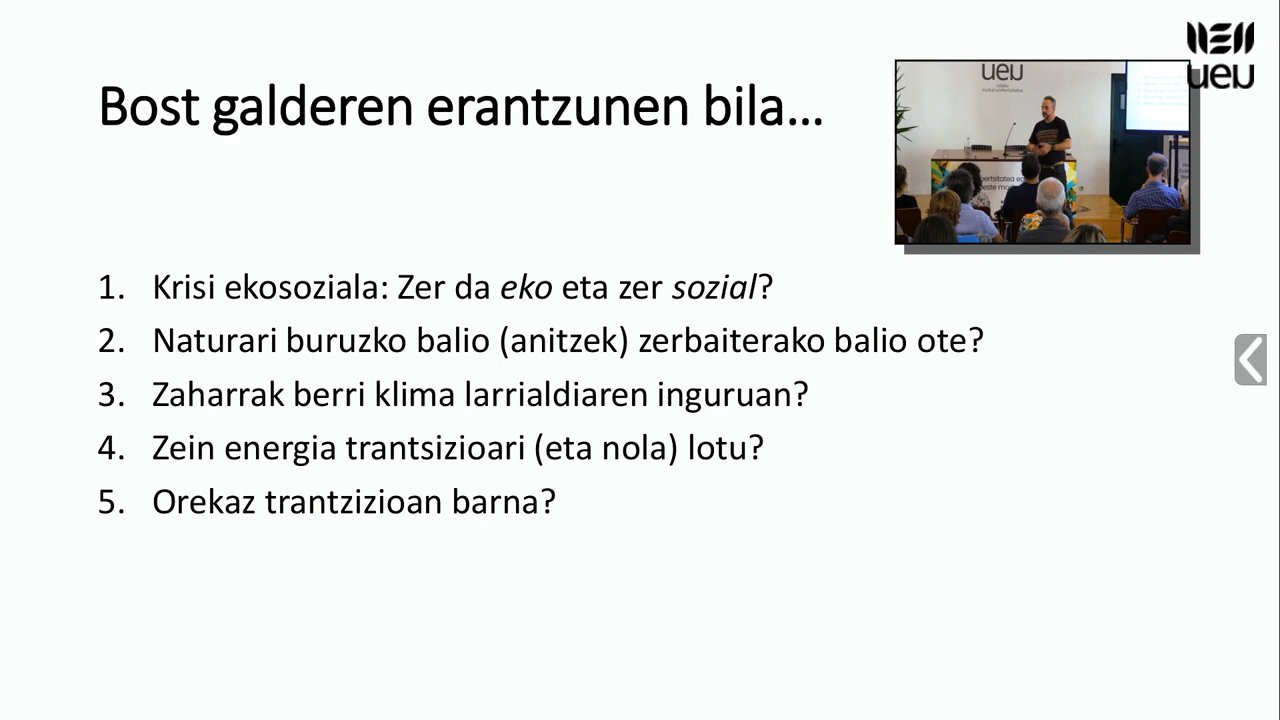 Bost galderen erantzunen bila...
ueu
ueu
1. Krisi ekosoziala: Zer da eko eta zer sozial?
2. Naturari buruzko balio (anitzek) zerbaiterako balio ote?
3. Zaharrak berri klima larrialdiaren inguruan?
4. Zein energia trantsizioari (eta nola) lotu?
5. Orekaz trantzizioan barna?